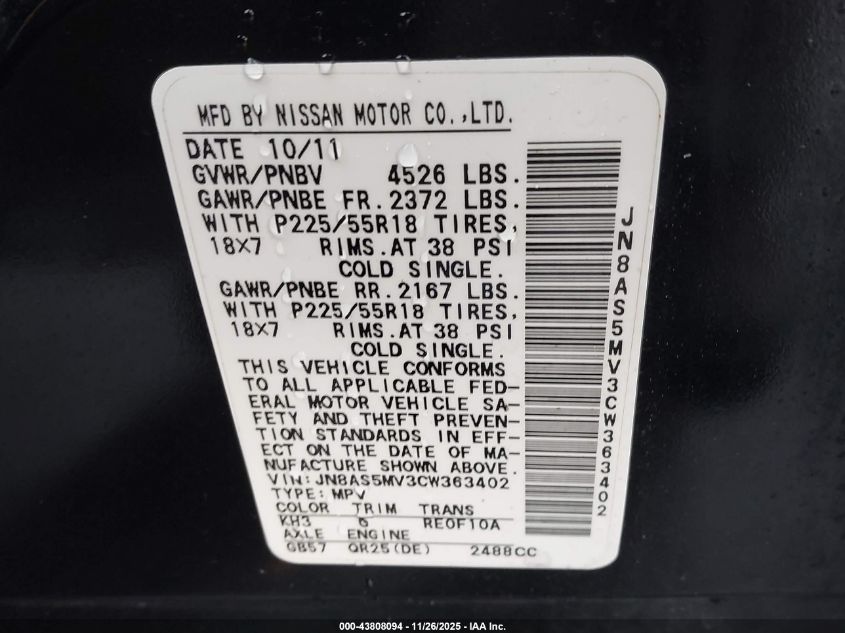 MFD BY NISSAN MOTOR CO.,LTD.
DATE 10/11
GVWR/PNBV 4526 LBS.
GAWR/PNBE FR. 2372 LBS.
WITH P225/55R18 TIRES,
18X7 RIMS. AT 38 PSI
COLD SINGLE.
GAWR/PNBE RR. 2167 LBS.
WITH P225/55R18 TIRES,
18X7 RIMS. AT 38 PSI
COLD SINGLE.
THIS VEHICLE CONFORMS
TO ALL APPLICABLE FED-
ERAL MOTOR VEHICLE SA-
FETY AND THEFT PREVEN-
TION STANDARDS IN EFF-
ECT ON THE DATE OF MA-
NUFACTURE SHOWN ABOVE.
VIN: JN8AS5MV3CW363402
TYPE: MPV
COLOR TRIM TRANS
KH3 G RE0F10A
AXLE ENGINE
GB57 QR25(DE) 2488CC
JN8AS5MV3CW363402
000-43808094 - 11/26/2025 - IAA Inc.